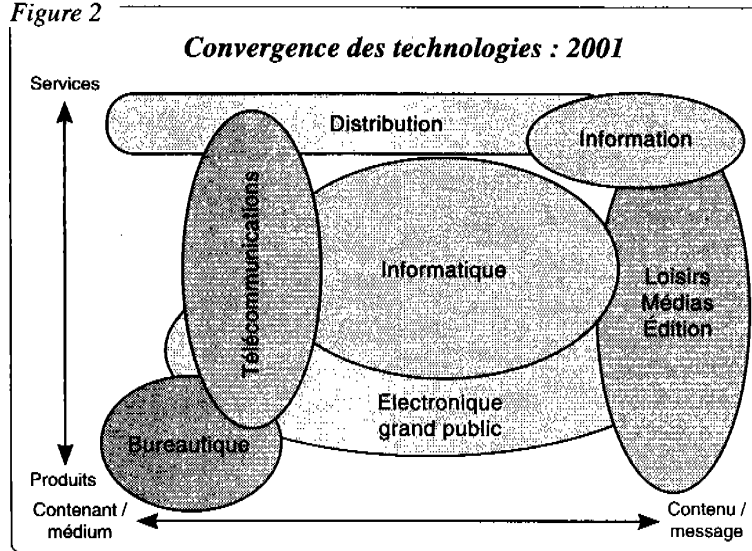 Figure 2
Convergence des technologies : 2001
Services
Distribution
Information
Télécommunications
Informatique
Loisirs
Médias
Édition
Electronique
grand public
Bureautique
Produits
Contenant /
médium
Contenu /
message